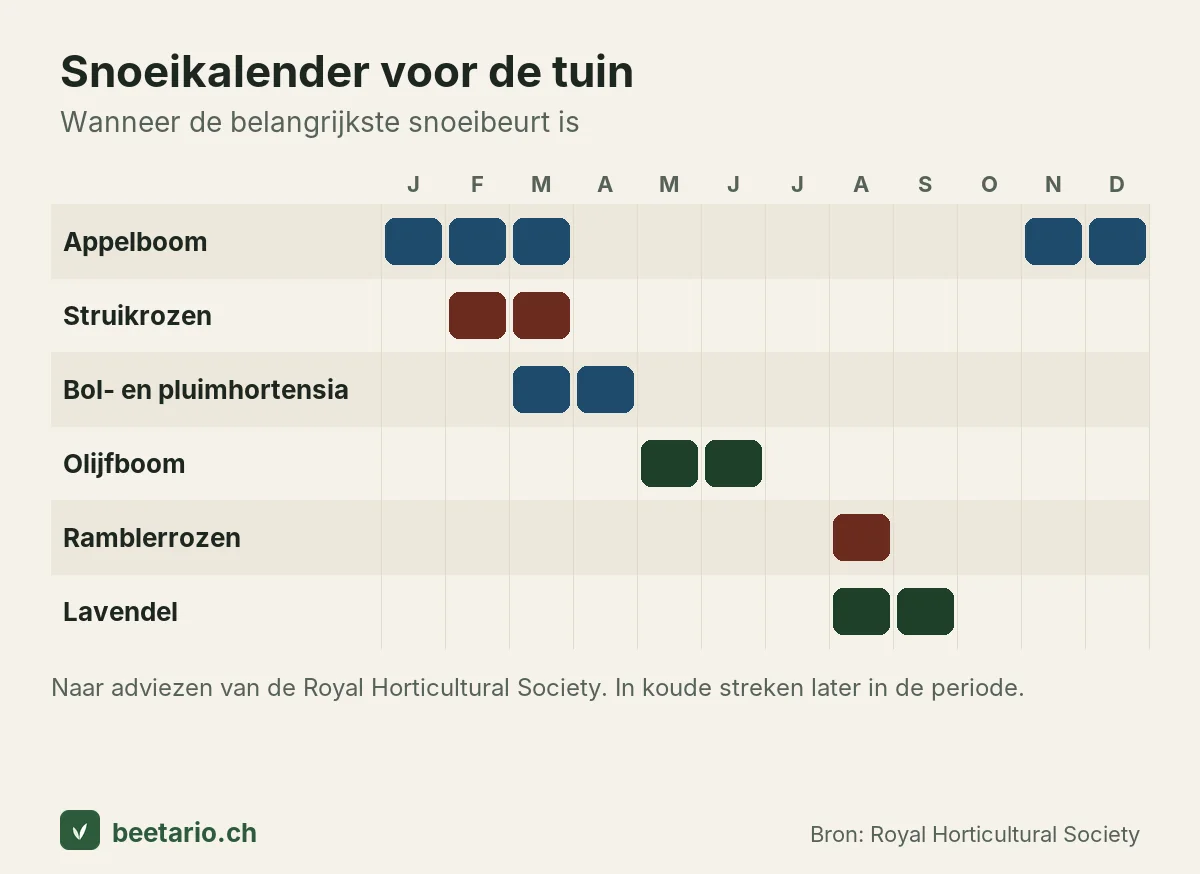 Snoeikalender voor de tuin
Wanneer de belangrijkste snoeibeurt is
J F M A M J J A S O N D
Appelboom
Struikrozen
Bol- en pluimhortensia
Olijfboom
Ramblerrozen
Lavendel
Naar adviezen van de Royal Horticultural Society. In koude streken later in de periode.
beetario.ch
Bron: Royal Horticultural Society